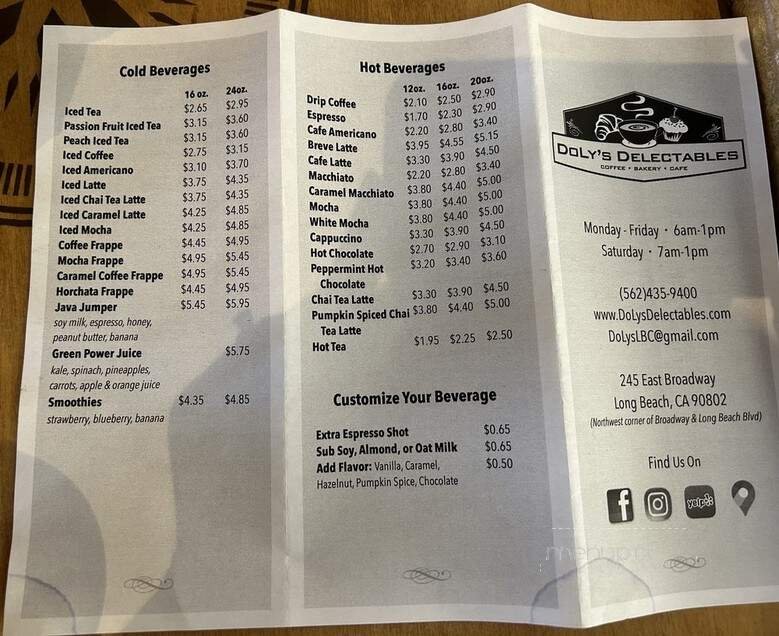 Cold Beverages
16 oz. 24oz.
Iced Tea $2.65 $2.95
Passion Fruit Iced Tea $3.15 $3.60
Peach Iced Tea $3.15 $3.60
Iced Coffee $2.75 $3.15
Iced Americano $3.10 $3.70
Iced Latte $3.75 $4.35
Iced Chai Tea Latte $3.75 $4.35
Iced Caramel Latte $4.25 $4.85
Iced Mocha $4.25 $4.85
Coffee Frappe $4.45 $4.95
Mocha Frappe $4.95 $5.45
Caramel Coffee Frappe $4.95 $5.45
Horchata Frappe $4.45 $4.95
Java Jumper $5.45 $5.95
soy milk, espresso, honey,
peanut butter, banana
Green Power Juice $5.75
kale, spinach, pineapples,
carrots, apple & orange juice
Smoothies $4.35 $4.85
strawberry, blueberry, banana
Hot Beverages
12oz. 16oz. 20oz.
Drip Coffee $2.10 $2.50 $2.90
Espresso $1.70 $2.30 $2.90
Cafe Americano $2.20 $2.80 $3.40
Breve Latte $3.95 $4.55 $5.15
Cafe Latte $3.30 $3.90 $4.50
Macchiato $2.20 $2.80 $3.40
Caramel Macchiato $3.80 $4.40 $5.00
Mocha $3.80 $4.40 $5.00
White Mocha $3.80 $4.40 $5.00
Cappuccino $3.30 $3.90 $4.50
Hot Chocolate $2.70 $2.90 $3.10
Peppermint Hot $3.20 $3.40 $3.60
Chocolate
Chai Tea Latte $3.30 $3.90 $4.50
Pumpkin Spiced Chai $3.80 $4.40 $5.00
Tea Latte
Hot Tea $1.95 $2.25 $2.50
Customize Your Beverage
Extra Espresso Shot $0.65
Sub Soy, Almond, or Oat Milk $0.65
Add Flavor: Vanilla, Caramel, $0.50
Hazelnut, Pumpkin Spice, Chocolate
DoLy's Delectables
COFFEE • BAKERY • CAFE
Monday - Friday • 6am-1pm
Saturday • 7am-1pm
(562)435-9400
www.DoLysDelectables.com
DolysLBC@gmail.com
245 East Broadway
Long Beach, CA 90802
(Northwest corner of Broadway & Long Beach Blvd)
Find Us On
yelp